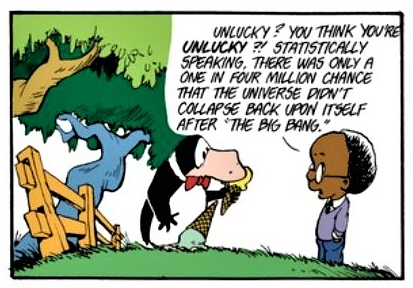 UNLUCKY? YOU THINK YOU'RE
UNLUCKY?! STATISTICALLY
SPEAKING, THERE WAS ONLY A
ONE IN FOUR MILLION CHANCE
THAT THE UNIVERSE DIDN'T
COLLAPSE BACK UPON ITSELF
AFTER "THE BIG BANG."